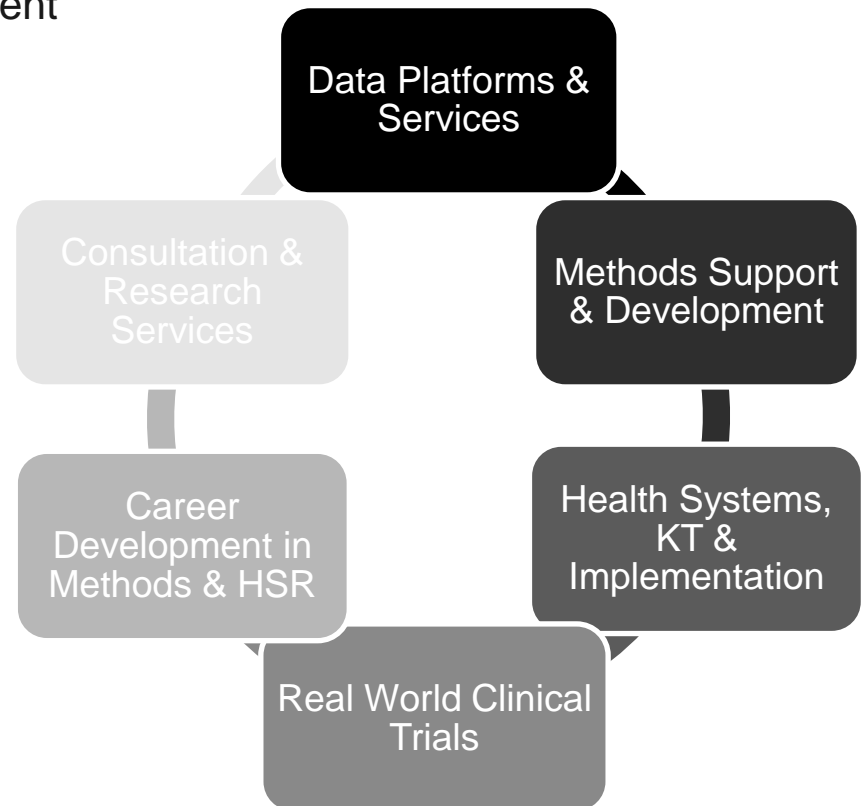 Data Platforms &
Services
Methods Support
& Development
Health Systems,
KT &
Implementation
Real World Clinical
Trials
Career
Development in
Methods & HSR
Consultation &
Research
Services